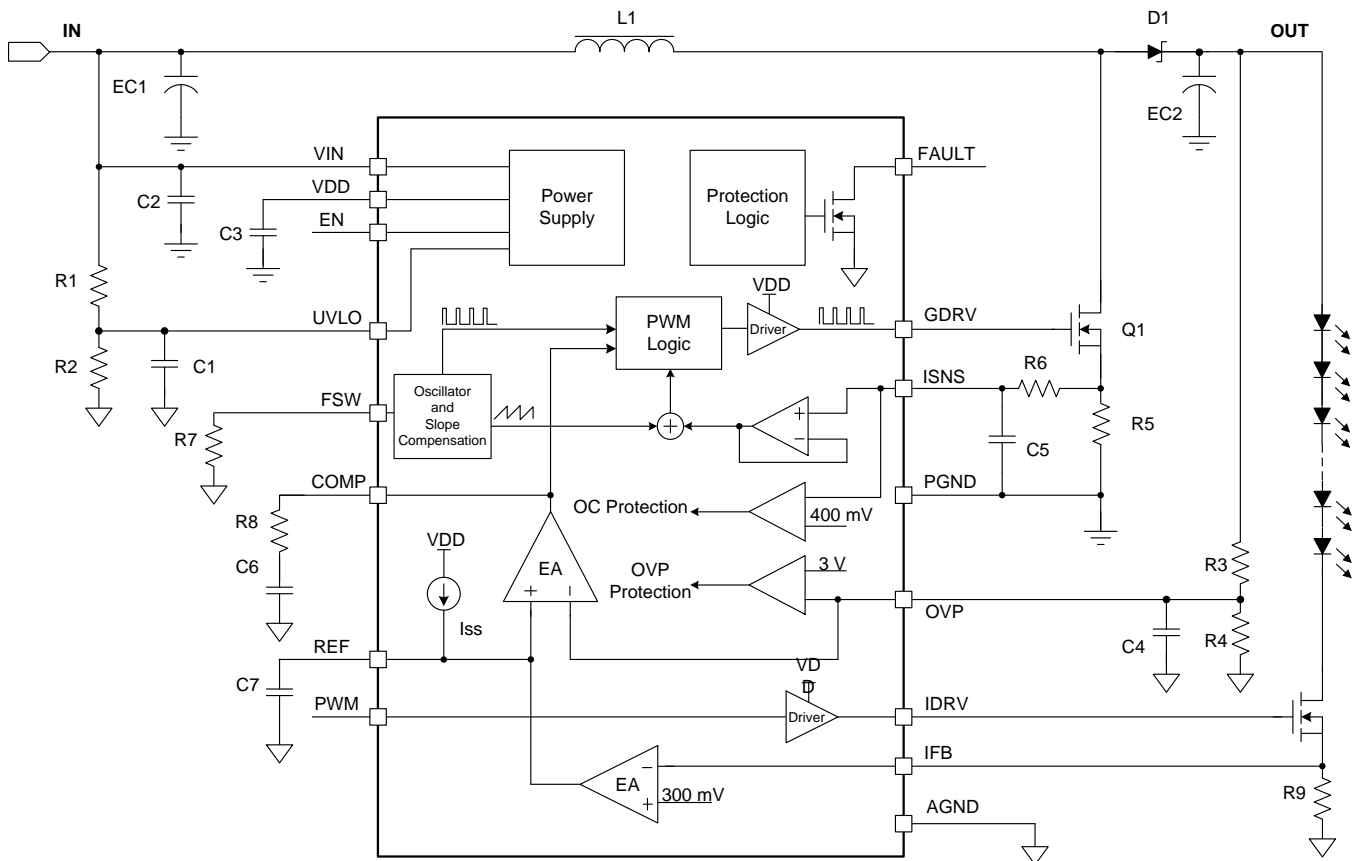 IN
L1
D1
OUT
EC1
EC2
VIN
FAULT
VDD
Power
Supply
Protection
Logic
C2
EN
C3
R1
VDD
UVLO
PWM
Logic
Driver
GDRV
Q1
R2
C1
R6
ISNS
FSW
Oscillator
and
Slope
Compensation
+
+
−
R5
R7
C5
COMP
PGND
R8
OC Protection
400 mV
VDD
C6
EA
+
−
OVP
Protection
3 V
R3
Iss
OVP
C4
R4
REF
C7
VD
D
PWM
Driver
IDRV
IFB
EA
−
+
300 mV
R9
AGND